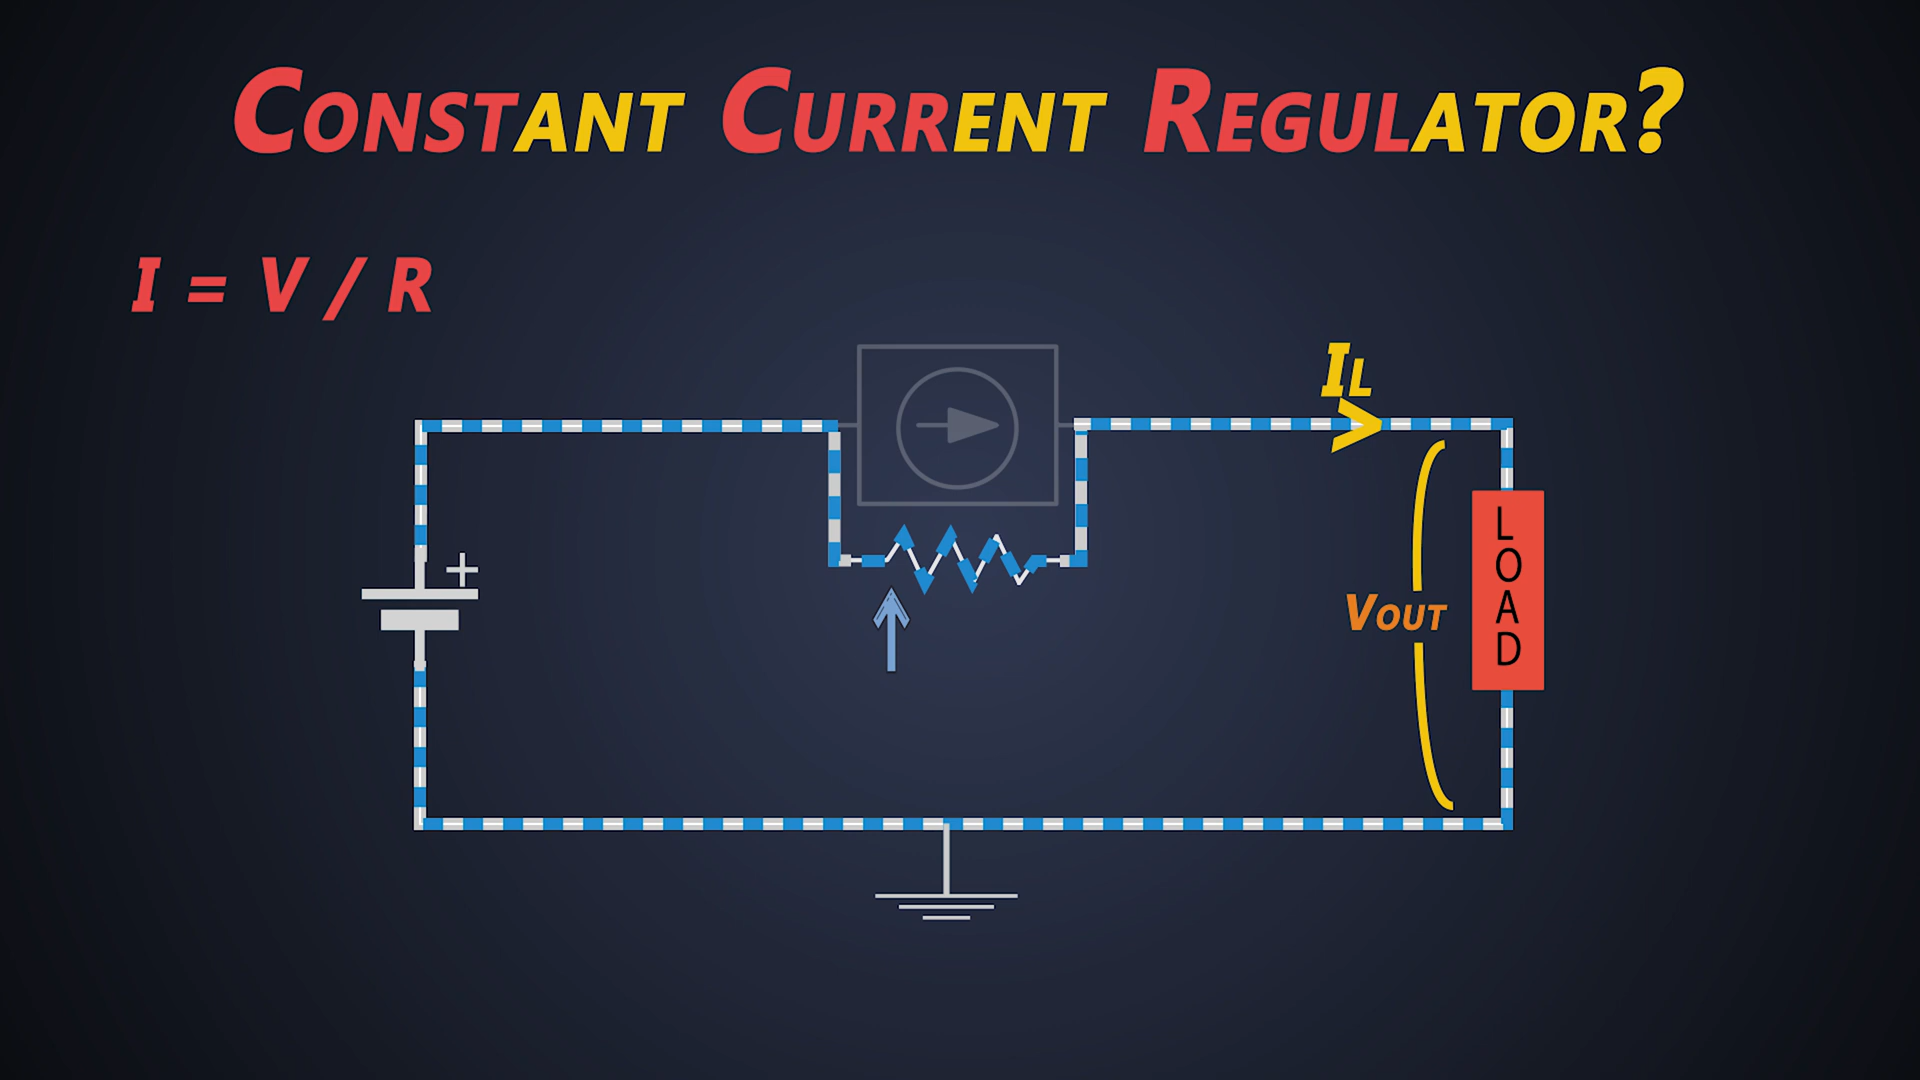 CONSTANT CURRENT REGULATOR?
I = V / R
IL
+
VOUT
LOAD